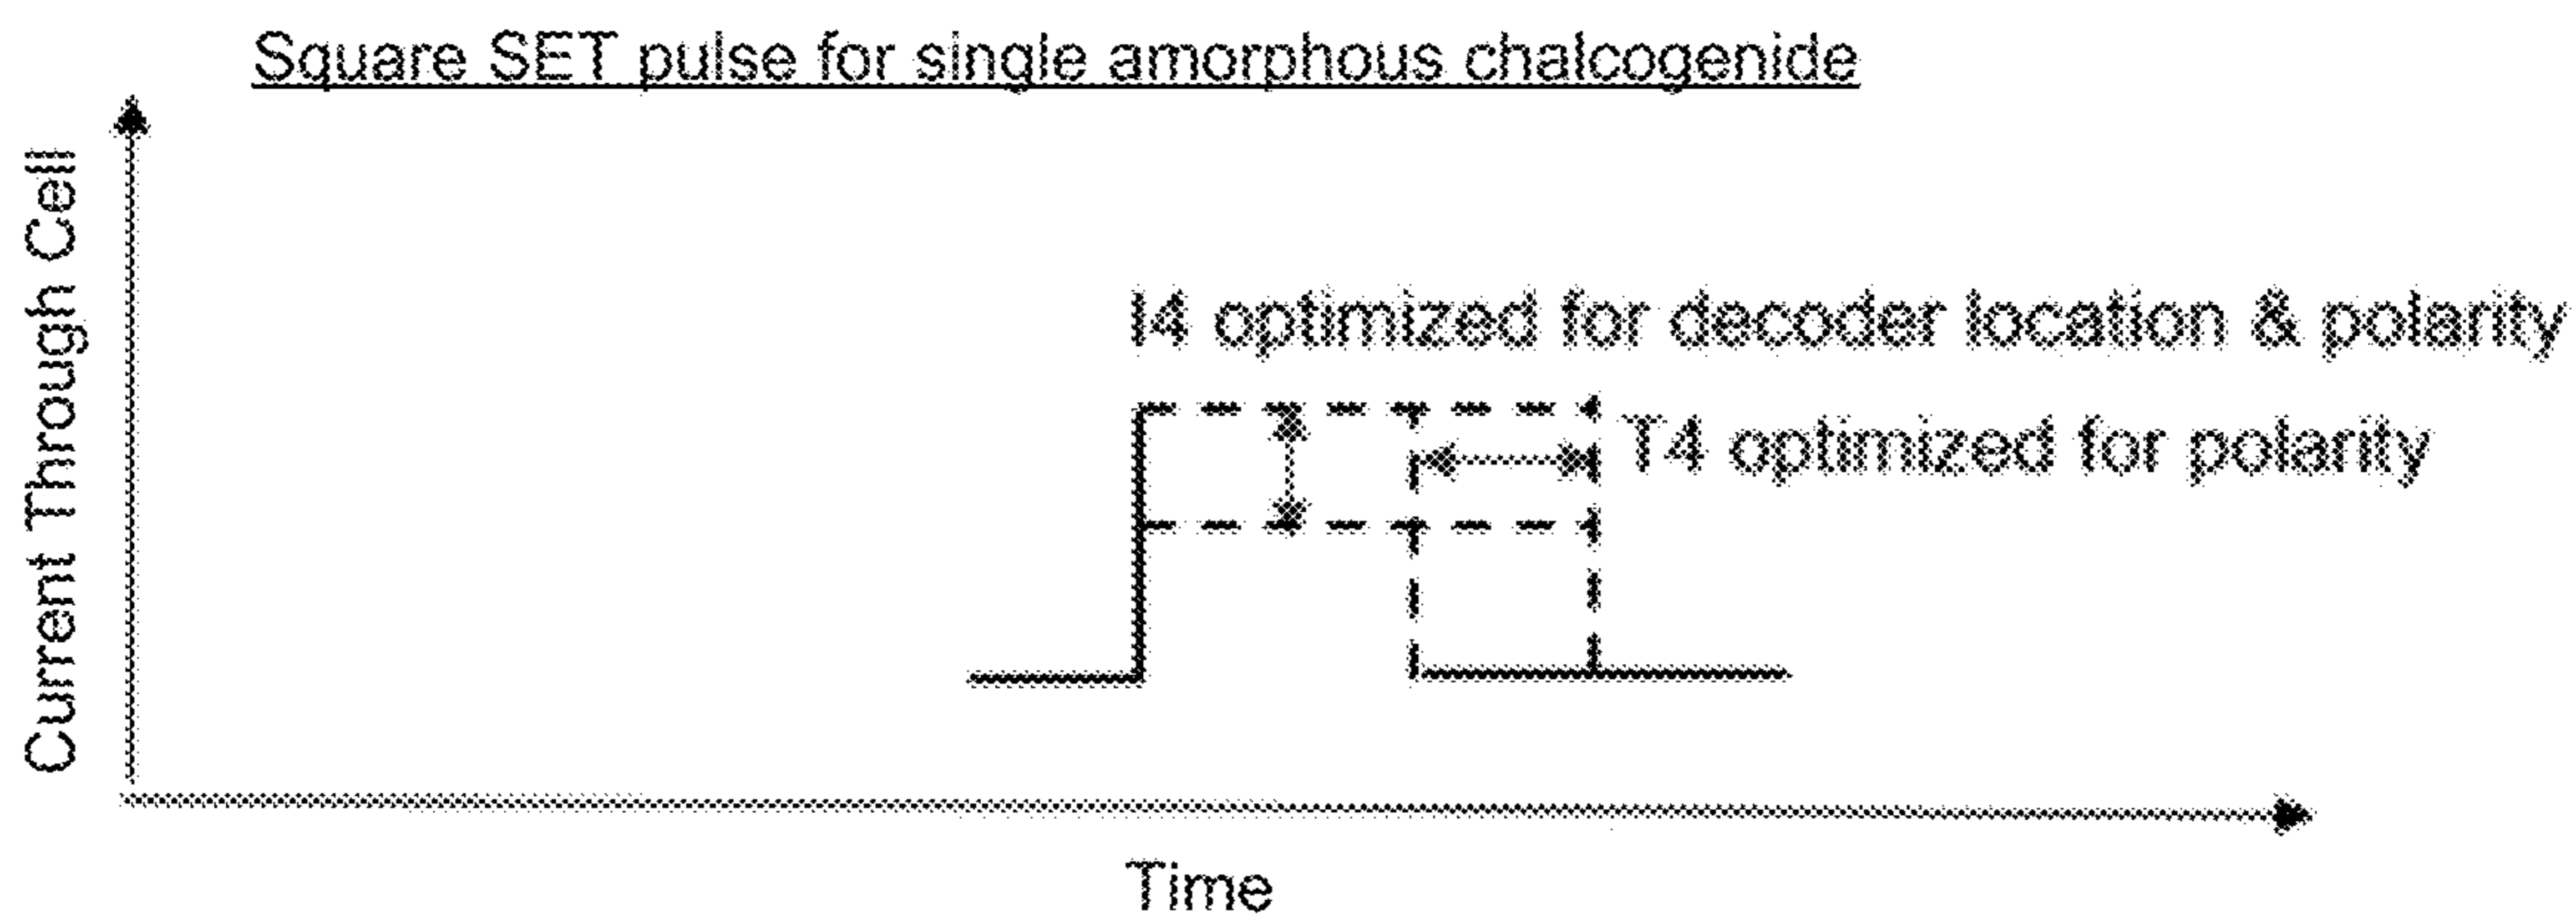 Square SET pulse for single amorphous chalcogenide
Current Through Cell
I4 optimized for decoder location & polarity
T4 optimized for polarity
Time